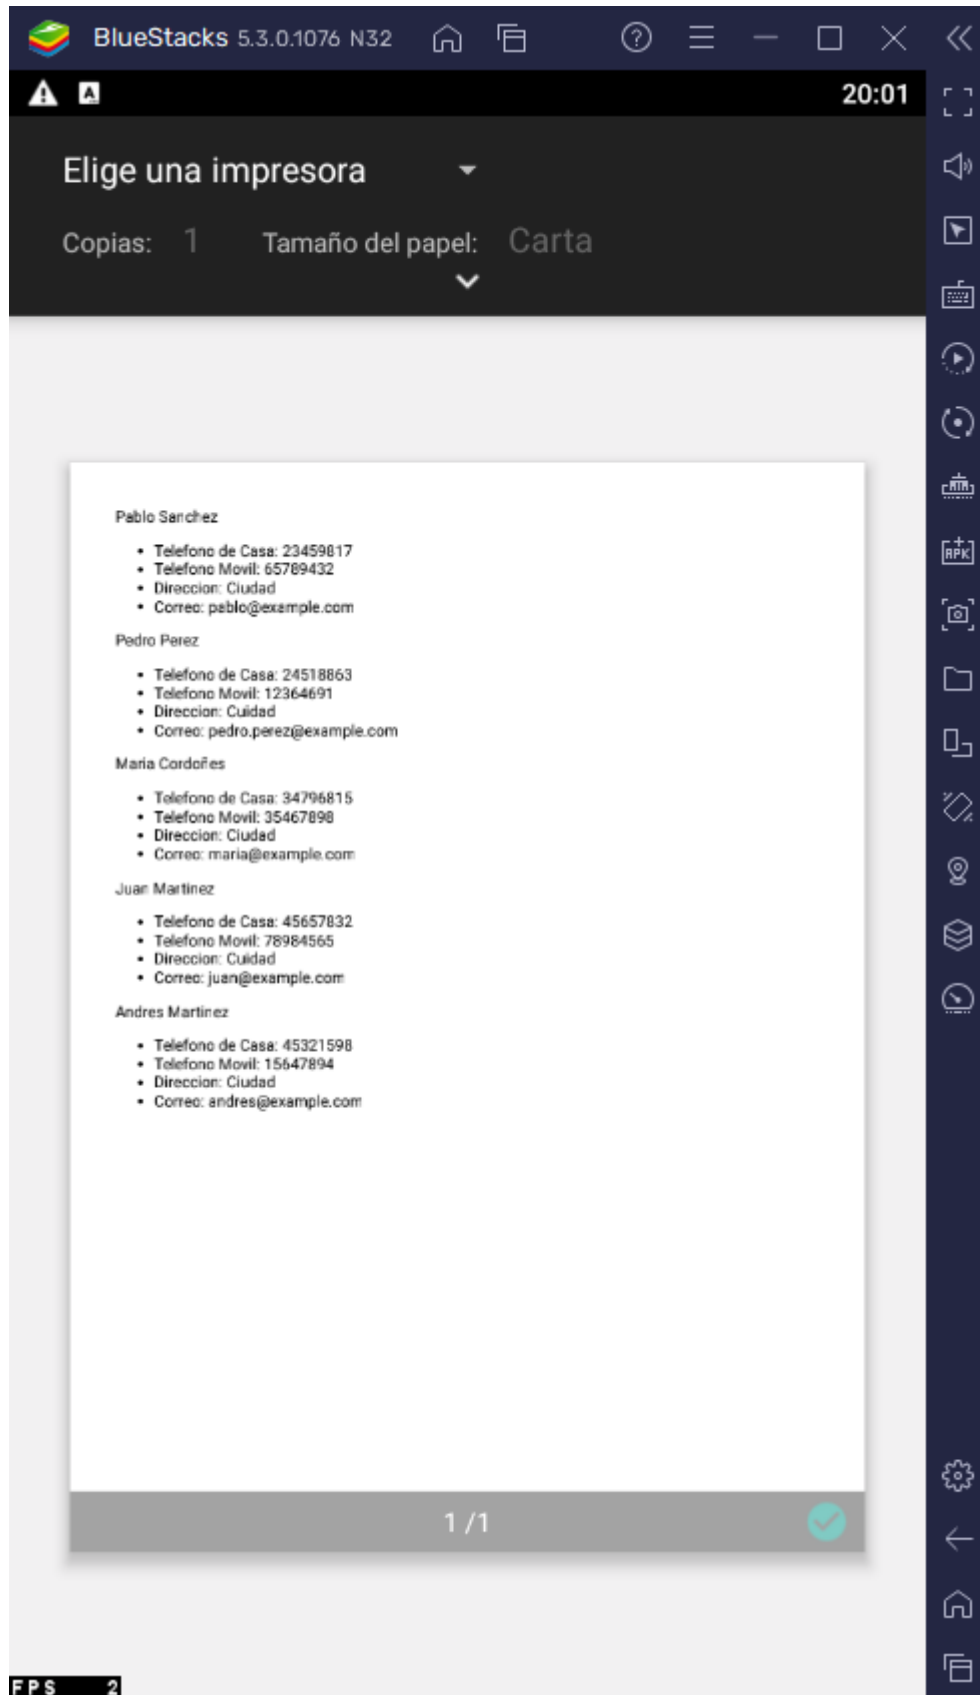 BlueStacks 5.3.0.1076 N32
20:01
Elige una impresora
Copias: 1 Tamaño del papel: Carta
Pablo Sanchez
• Telefono de Casa: 23459817
• Telefono Movil: 65789432
• Direccion: Ciudad
• Correo: pablo@example.com
Pedro Perez
• Telefono de Casa: 24518863
• Telefono Movil: 12364691
• Direccion: Cuidad
• Correo: pedro.perez@example.com
Maria Cordoñes
• Telefono de Casa: 34796815
• Telefono Movil: 35467898
• Direccion: Ciudad
• Correo: maria@example.com
Juan Martinez
• Telefono de Casa: 45657832
• Telefono Movil: 78984565
• Direccion: Cuidad
• Correo: juan@example.com
Andres Martinez
• Telefono de Casa: 45321598
• Telefono Movil: 15647894
• Direccion: Ciudad
• Correo: andres@example.com
1 /1
FPS 2
APK